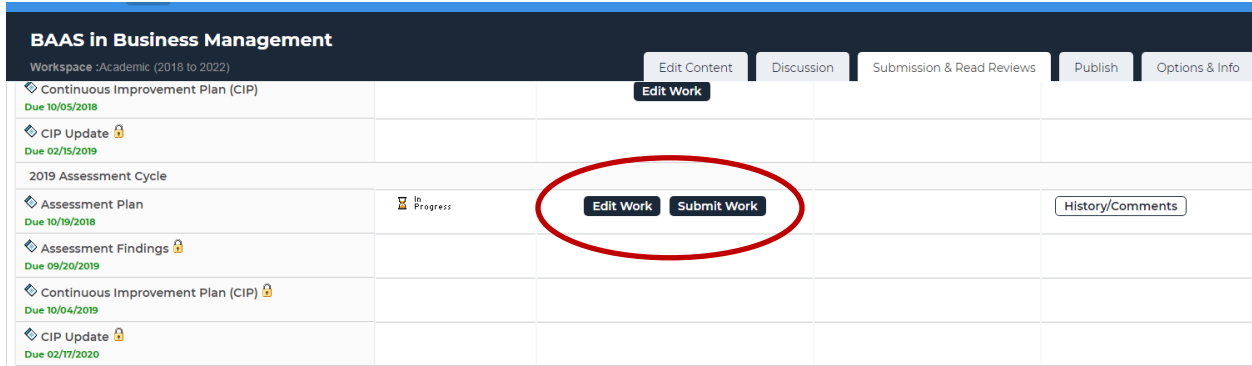 BAAS in Business Management
Workspace :Academic (2018 to 2022)
Edit Content Discussion Submission & Read Reviews Publish Options & Info
Continuous Improvement Plan (CIP) Edit Work
Due 10/05/2018
CIP Update
Due 02/15/2019
2019 Assessment Cycle
Assessment Plan In Progress Edit Work Submit Work History/Comments
Due 10/19/2018
Assessment Findings
Due 09/20/2019
Continuous Improvement Plan (CIP)
Due 10/04/2019
CIP Update
Due 02/17/2020